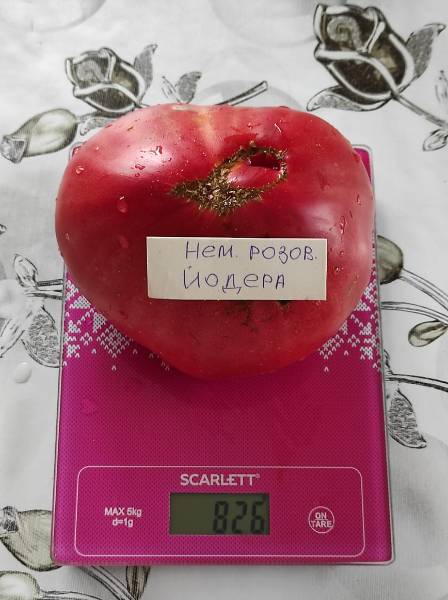 Нем. розов.
Йодера
SCARLETT®
MAX 5kg
d=1g
826
ON
TARE